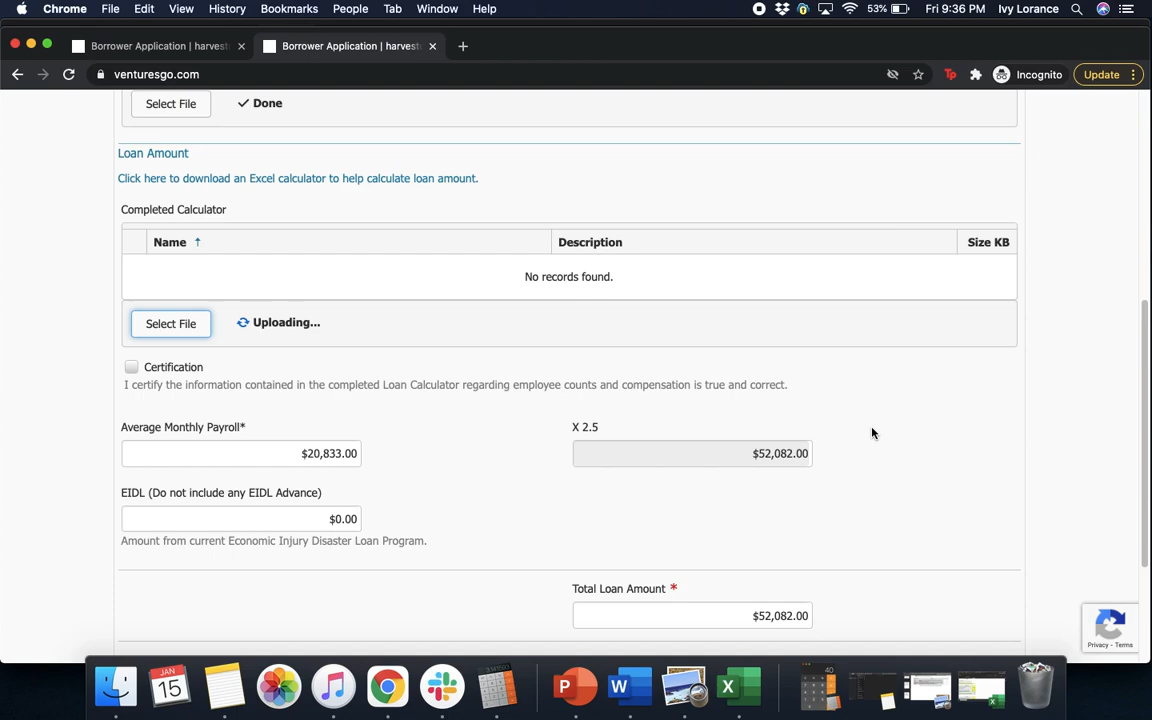 Chrome File Edit View History Bookmarks People Tab Window Help 53% Fri 9:36 PM Ivy Lorance
Borrower Application | harvest Borrower Application | harvest
venturesgo.com Incognito Update
Select File Done
Loan Amount
Click here to download an Excel calculator to help calculate loan amount.
Completed Calculator
Name ↑ Description Size KB
No records found.
Select File Uploading...
Certification
I certify the information contained in the completed Loan Calculator regarding employee counts and compensation is true and correct.
Average Monthly Payroll* X 2.5
$20,833.00 $52,082.00
EIDL (Do not include any EIDL Advance)
$0.00
Amount from current Economic Injury Disaster Loan Program.
Total Loan Amount *
$52,082.00
Privacy - Terms
JAN
15
P W X